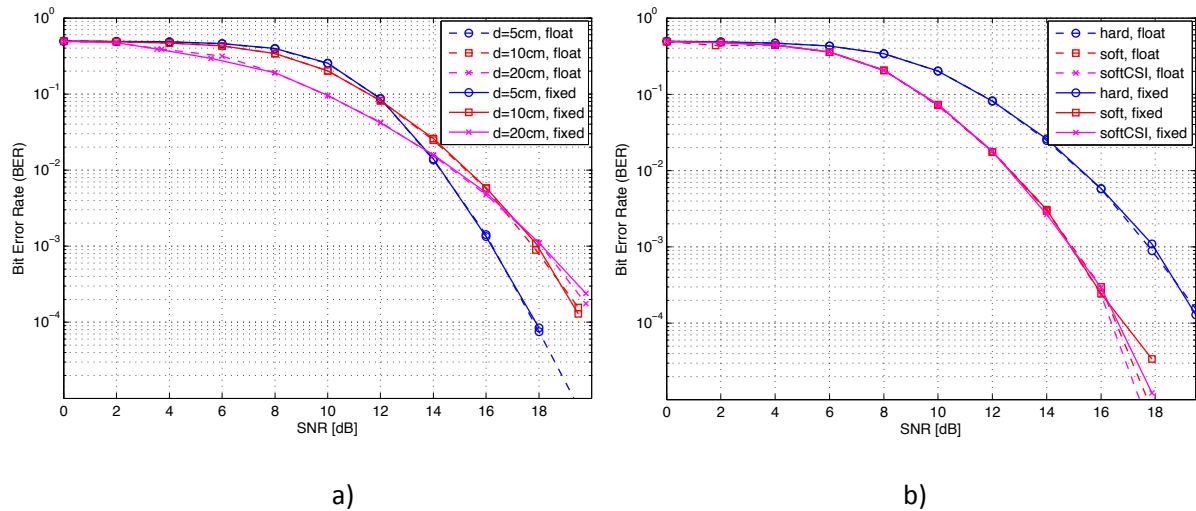 10^0
10^-1
10^-2
10^-3
10^-4
Bit Error Rate (BER)
0 2 4 6 8 10 12 14 16 18
SNR [dB]
d=5cm, float
d=10cm, float
d=20cm, float
d=5cm, fixed
d=10cm, fixed
d=20cm, fixed
a)
10^0
10^-1
10^-2
10^-3
10^-4
Bit Error Rate (BER)
0 2 4 6 8 10 12 14 16 18
SNR [dB]
hard, float
soft, float
softCSI, float
hard, fixed
soft, fixed
softCSI, fixed
b)